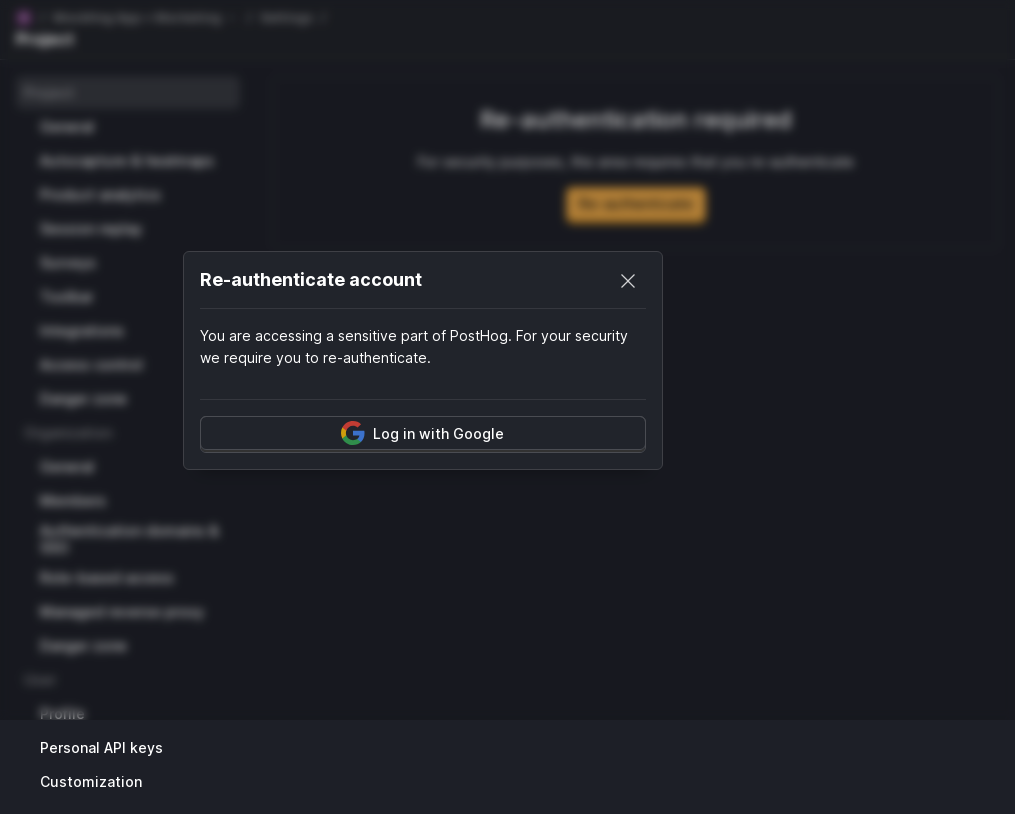 Settings
Project
Project
General
Autocapture & heatmaps
Product analytics
Session replay
Surveys
Toolbar
Integrations
Access control
Danger zone
Organization
General
Members
Authentication domains &
SSO
Role-based access
Managed reverse proxy
Danger zone
User
Profile
Personal API keys
Customization
Re-authentication required
For security purposes, this area requires that you re-authenticate
Re-authenticate
Re-authenticate account
You are accessing a sensitive part of PostHog. For your security
we require you to re-authenticate.
Log in with Google